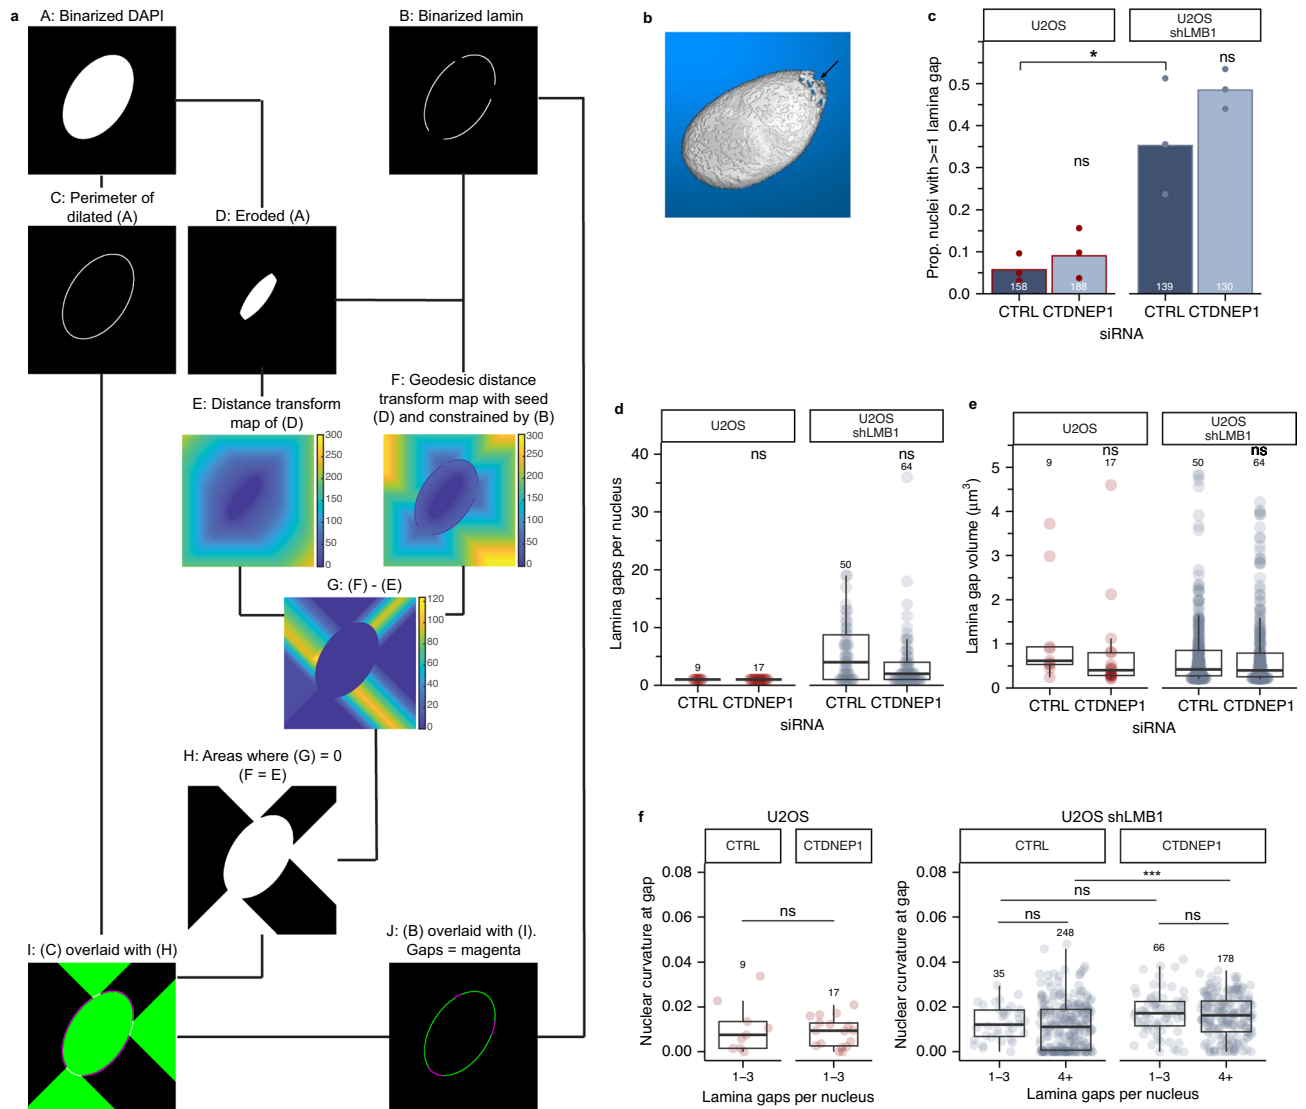 a
A: Binarized DAPI
B: Binarized lamin
C: Perimeter of
dilated (A)
D: Eroded (A)
E: Distance transform
map of (D)
300
250
200
150
100
50
0
F: Geodesic distance
transform map with seed
(D) and constrained by (B)
300
250
200
150
100
50
0
G: (F) - (E)
120
100
80
60
40
20
0
H: Areas where (G) = 0
(F = E)
I: (C) overlaid with (H)
J: (B) overlaid with (I).
Gaps = magenta
b
c
U2OS
U2OS
shLMB1
*
ns
ns
Prop. nuclei with >=1 lamina gap
0.5
0.4
0.3
0.2
0.1
0.0
158
188
139
130
CTRL CTDNEP1
CTRL CTDNEP1
siRNA
d
U2OS
U2OS
shLMB1
Lamina gaps per nucleus
40
30
20
10
0
ns
ns
9
17
50
64
CTRL CTDNEP1
CTRL CTDNEP1
siRNA
e
U2OS
U2OS
shLMB1
Lamina gap volume (µm³)
5
4
3
2
1
0
ns
ns
9
17
50
64
CTRL CTDNEP1
CTRL CTDNEP1
siRNA
f
U2OS
CTRL
CTDNEP1
Nuclear curvature at gap
0.08
0.06
0.04
0.02
0.00
ns
9
17
1–3
1–3
Lamina gaps per nucleus
U2OS shLMB1
CTRL
CTDNEP1
Nuclear curvature at gap
0.08
0.06
0.04
0.02
0.00
***
ns
ns
ns
35
248
66
178
1–3
4+
1–3
4+
Lamina gaps per nucleus